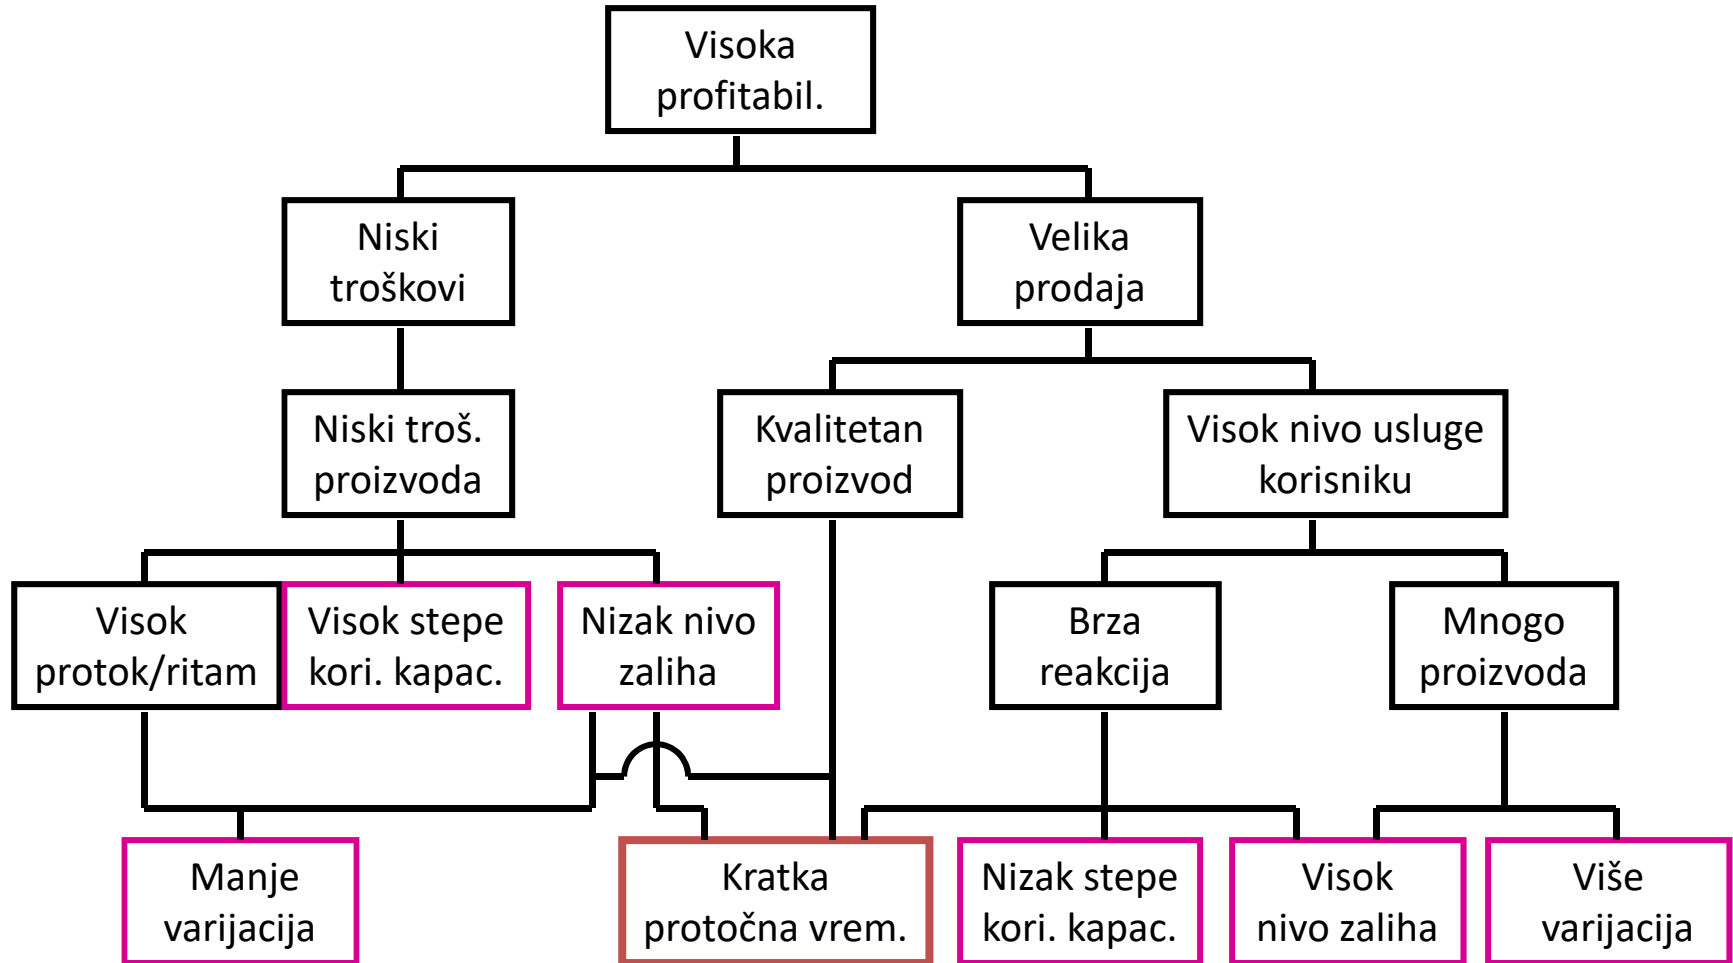 Visoka
profitabil.
Niski
troškovi
Velika
prodaja
Niski troš.
proizvoda
Kvalitetan
proizvod
Visok nivo usluge
korisniku
Visok
protok/ritam
Visok stepe
kori. kapac.
Nizak nivo
zaliha
Brza
reakcija
Mnogo
proizvoda
Manje
varijacija
Kratka
protočna vrem.
Nizak stepe
kori. kapac.
Visok
nivo zaliha
Više
varijacija